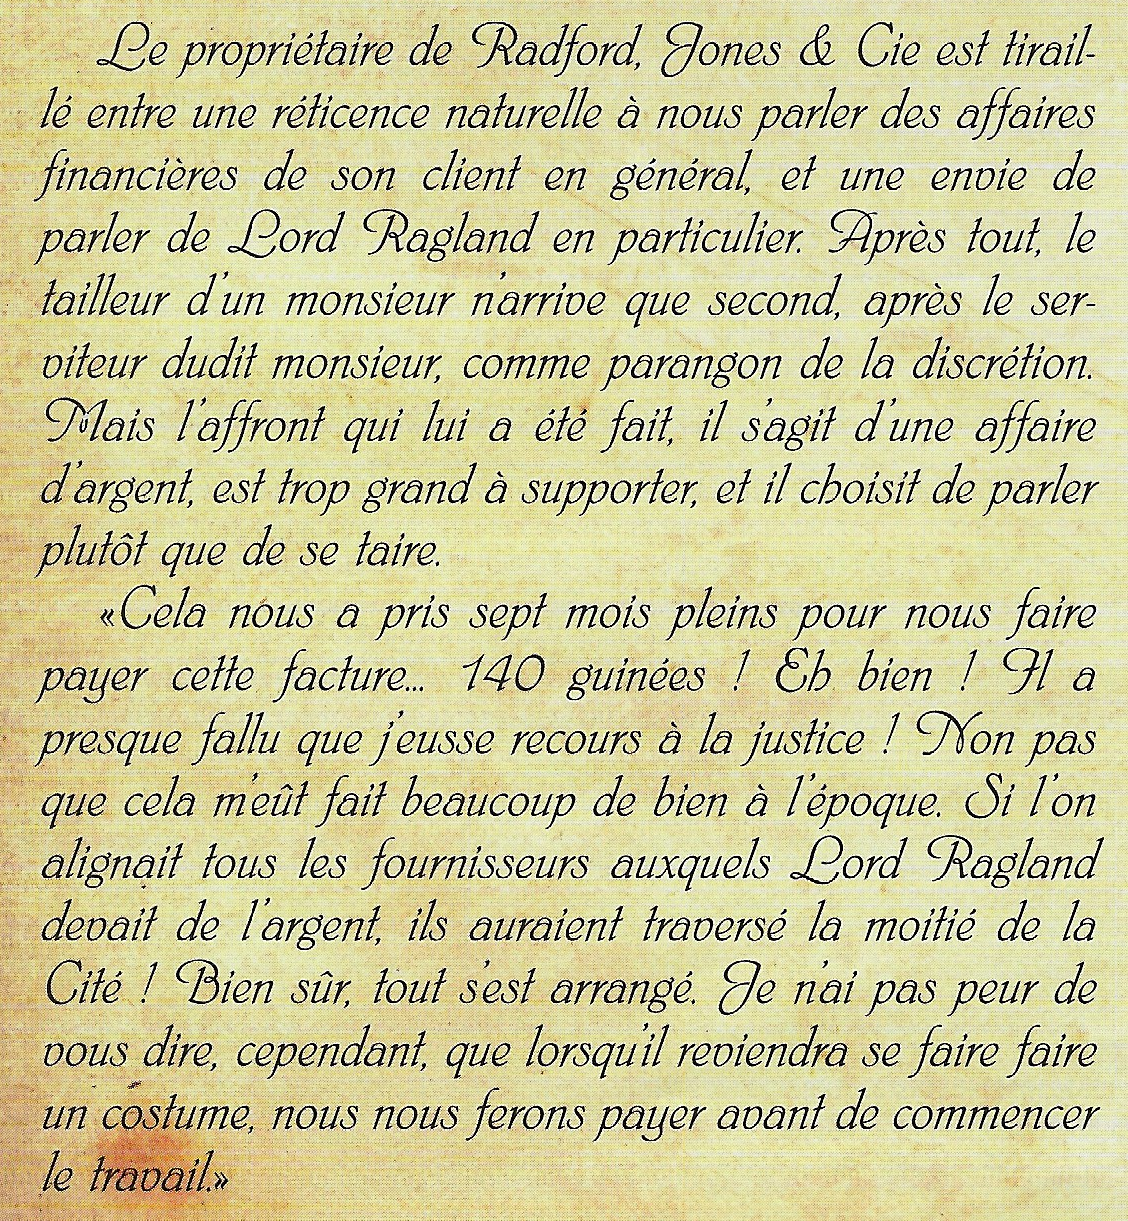 Le propriétaire de Radford, Jones & Cie est tirail-
lé entre une réticence naturelle à nous parler des affaires
financières de son client en général, et une envie de
parler de Lord Ragland en particulier. Après tout, le
tailleur d'un monsieur n'arrive que second, après le ser-
viteur dudit monsieur, comme parangon de la discrétion.
Mais l'affront qui lui a été fait, il s'agit d'une affaire
d'argent, est trop grand à supporter, et il choisit de parler
plutôt que de se taire.
«Cela nous a pris sept mois pleins pour nous faire
payer cette facture... 140 guinées ! Eh bien ! Il a
presque fallu que j'eusse recours à la justice ! Non pas
que cela m'eût fait beaucoup de bien à l'époque. Si l'on
alignait tous les fournisseurs auxquels Lord Ragland
devait de l'argent, ils auraient traversé la moitié de la
Cité ! Bien sûr, tout s'est arrangé. Je n'ai pas peur de
vous dire, cependant, que lorsqu'il reviendra se faire faire
un costume, nous nous ferons payer avant de commencer
le travail.»